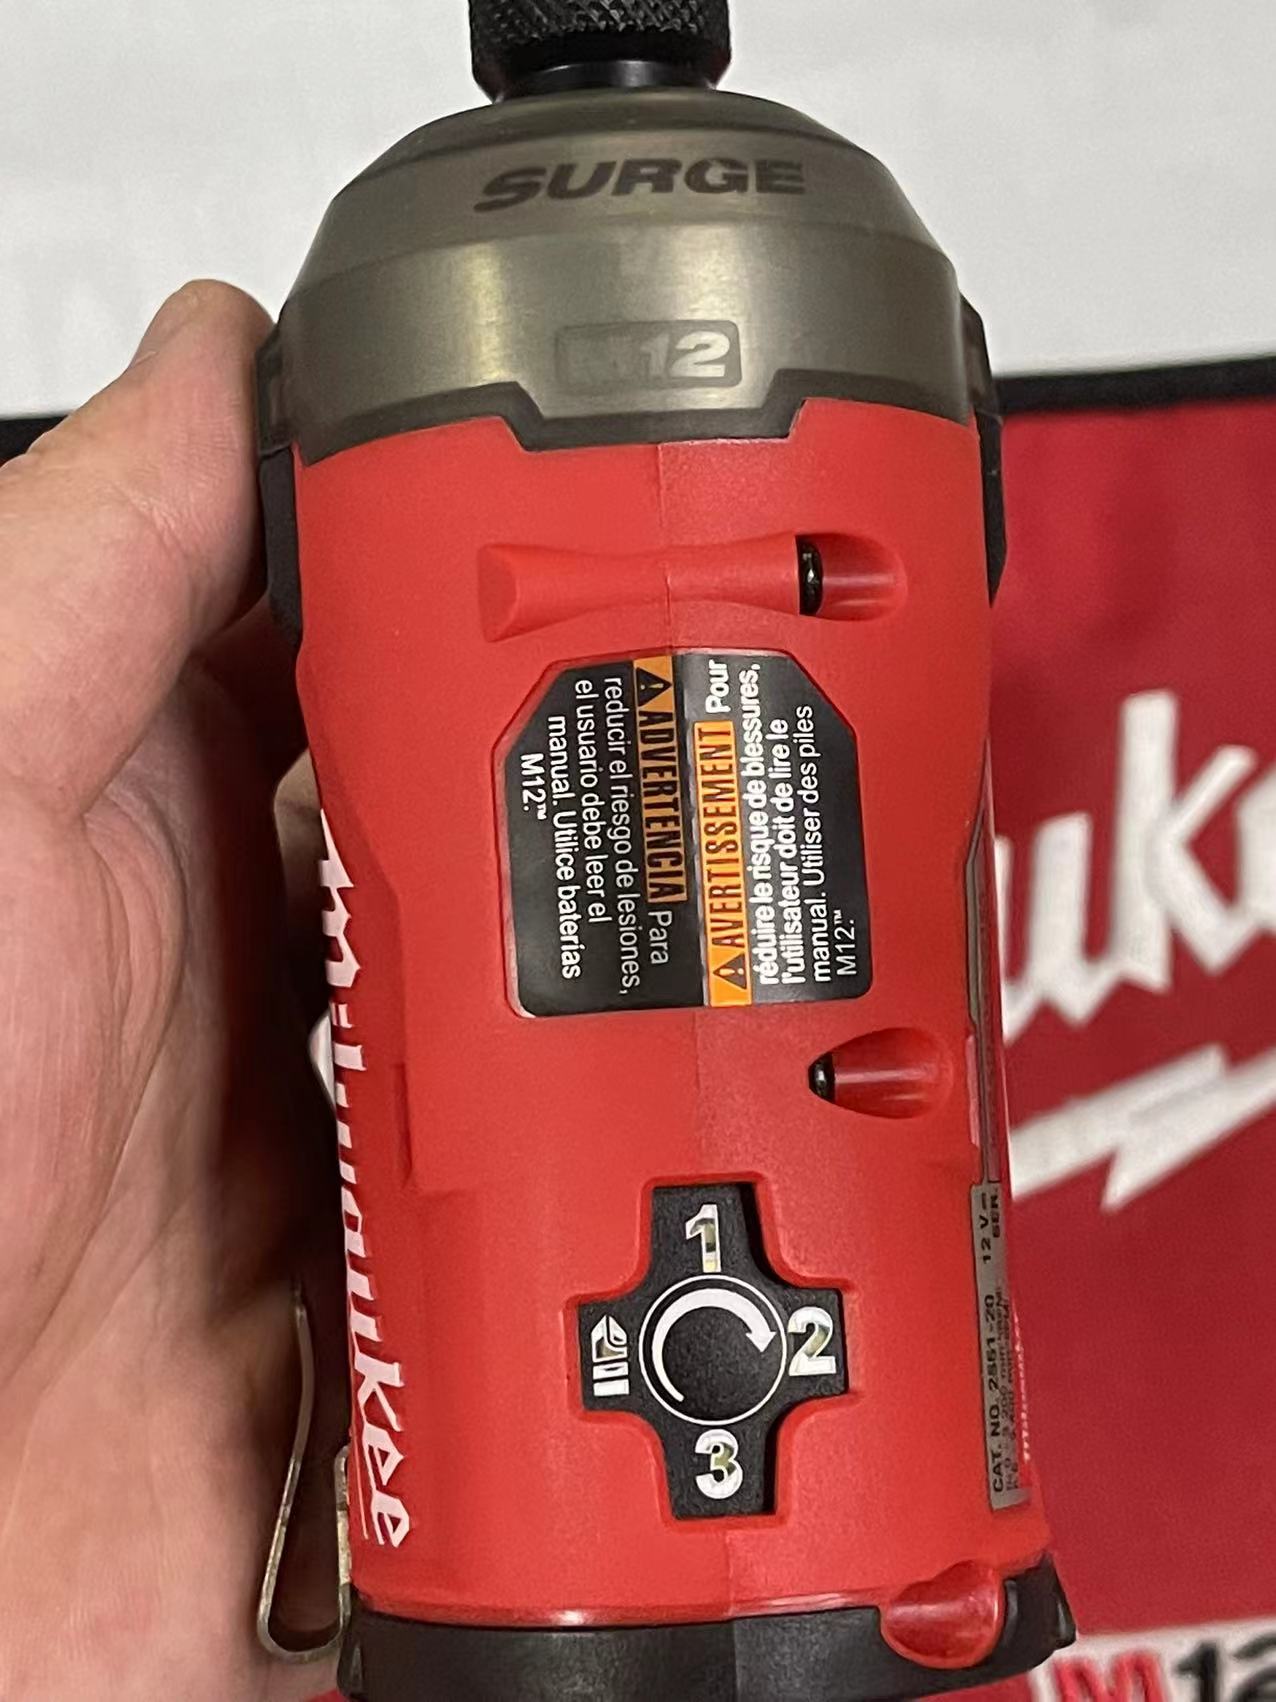 SURGE
M12
⚠ADVERTENCIA Para
reducir el riesgo de lesiones,
el usuario debe leer el
manual. Utilice baterías
M12.™
⚠AVERTISSEMENT Pour
réduire le risque de blessures,
l'utilisateur doit de lire le
manual. Utiliser des piles
M12.™
1
2
3
Milwaukee
CAT. NO. 2551-20 12 V
SER.
uke
M12